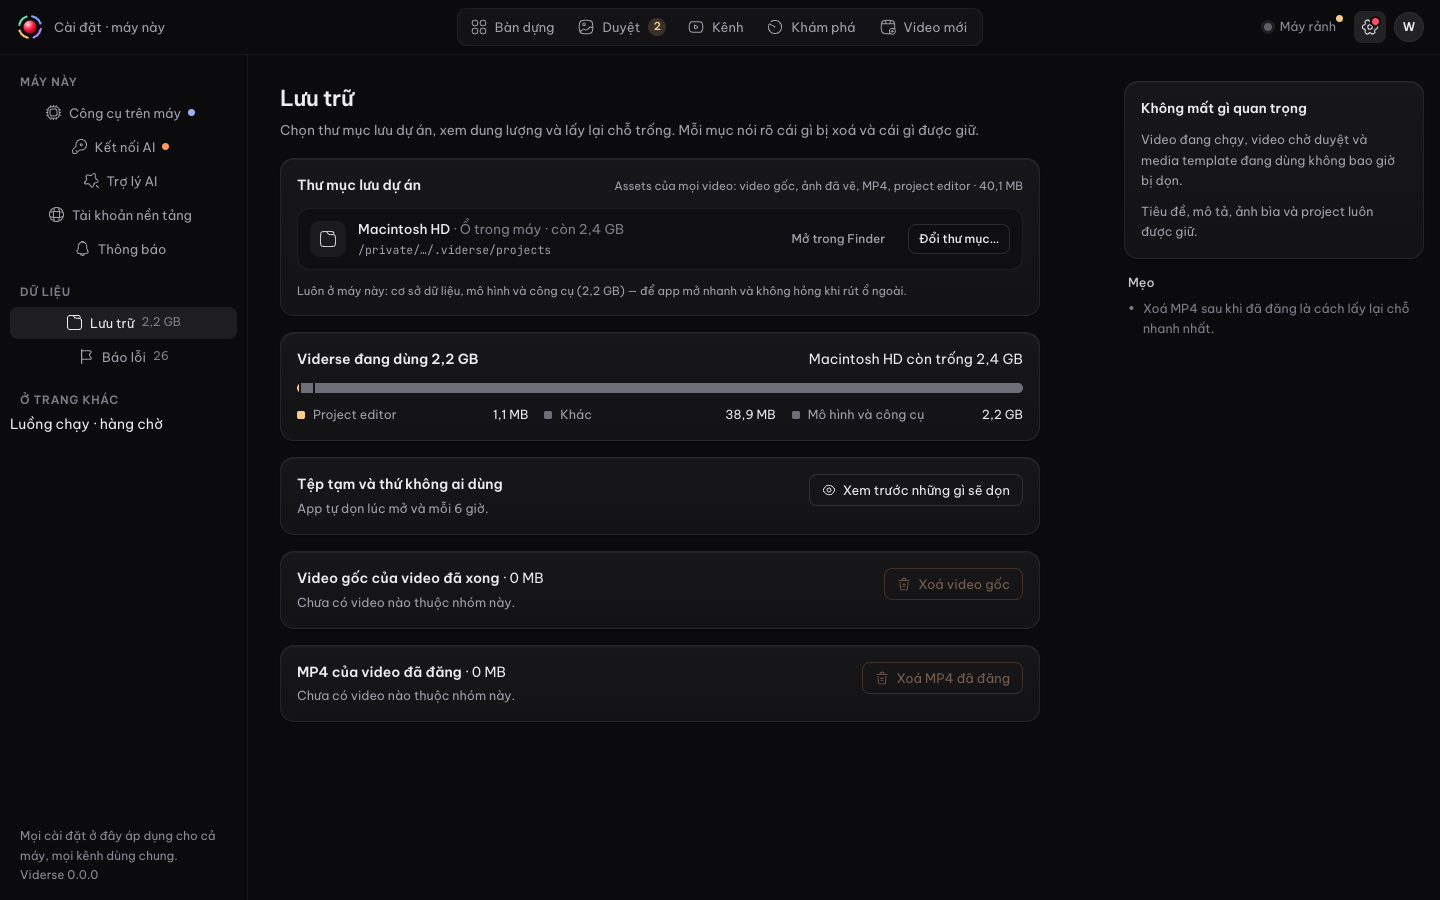 Cài đặt · máy này
Bàn dựng
Duyệt 2
Kênh
Khám phá
Video mới
Máy rảnh
W
MÁY NÀY
Công cụ trên máy
Kết nối AI
Trợ lý AI
Tài khoản nền tảng
Thông báo
DỮ LIỆU
Lưu trữ 2,2 GB
Báo lỗi 26
Ở TRANG KHÁC
Luồng chạy · hàng chờ
Mọi cài đặt ở đây áp dụng cho cả
máy, mọi kênh dùng chung.
Viderse 0.0.0
Lưu trữ
Chọn thư mục lưu dự án, xem dung lượng và lấy lại chỗ trống. Mỗi mục nói rõ cái gì bị xoá và cái gì được giữ.
Thư mục lưu dự án
Assets của mọi video: video gốc, ảnh đã vẽ, MP4, project editor · 40,1 MB
Macintosh HD · Ổ trong máy · còn 2,4 GB
/private/…/.viderse/projects
Mở trong Finder
Đổi thư mục...
Luôn ở máy này: cơ sở dữ liệu, mô hình và công cụ (2,2 GB) — để app mở nhanh và không hỏng khi rút ổ ngoài.
Viderse đang dùng 2,2 GB
Macintosh HD còn trống 2,4 GB
Project editor 1,1 MB
Khác 38,9 MB
Mô hình và công cụ 2,2 GB
Tệp tạm và thứ không ai dùng
App tự dọn lúc mở và mỗi 6 giờ.
Xem trước những gì sẽ dọn
Video gốc của video đã xong · 0 MB
Chưa có video nào thuộc nhóm này.
Xoá video gốc
MP4 của video đã đăng · 0 MB
Chưa có video nào thuộc nhóm này.
Xoá MP4 đã đăng
Không mất gì quan trọng
Video đang chạy, video chờ duyệt và
media template đang dùng không bao giờ
bị dọn.
Tiêu đề, mô tả, ảnh bìa và project luôn
được giữ.
Mẹo
• Xoá MP4 sau khi đã đăng là cách lấy lại chỗ
nhanh nhất.